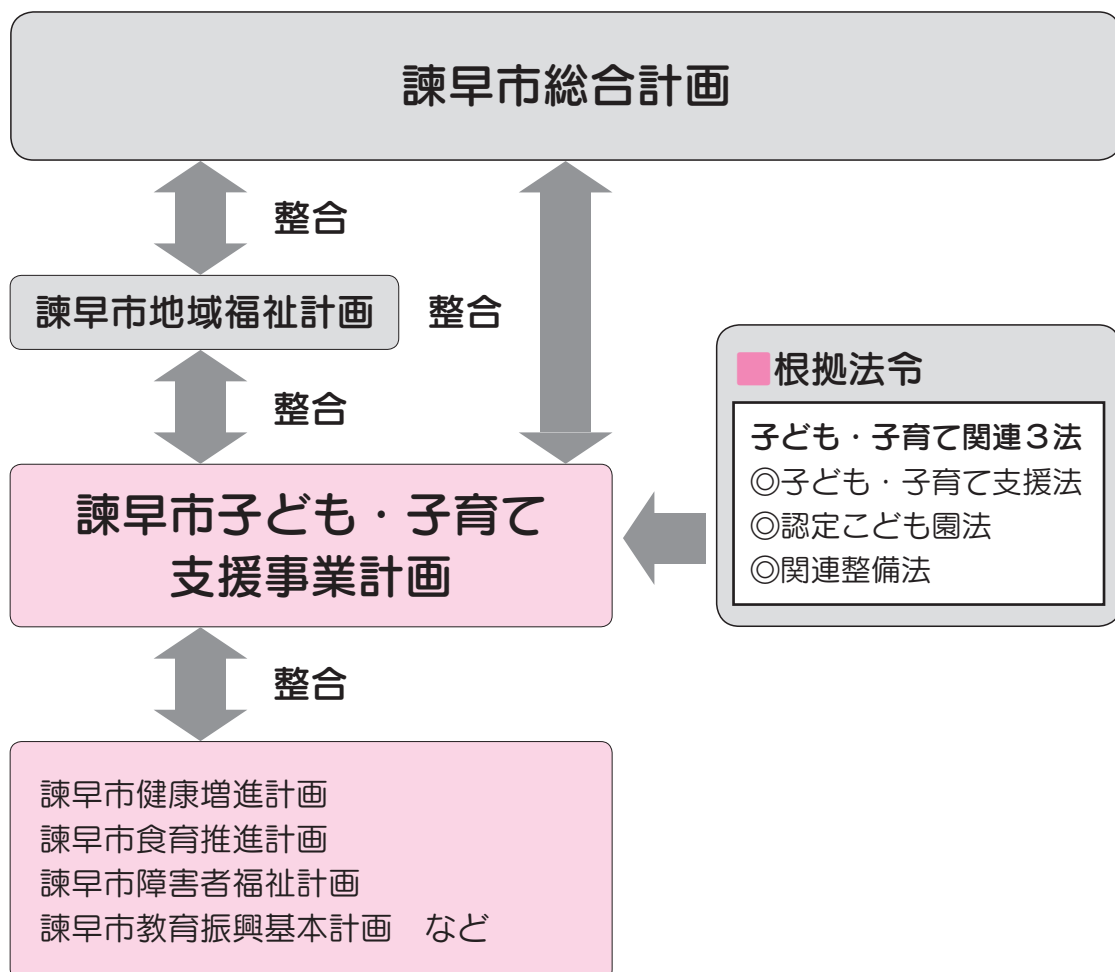 諫早市総合計画
整合
諫早市地域福祉計画
整合
整合
■根拠法令
子ども・子育て関連３法
◎子ども・子育て支援法
◎認定こども園法
◎関連整備法
諫早市子ども・子育て
支援事業計画
整合
諫早市健康増進計画
諫早市食育推進計画
諫早市障害者福祉計画
諫早市教育振興基本計画　など